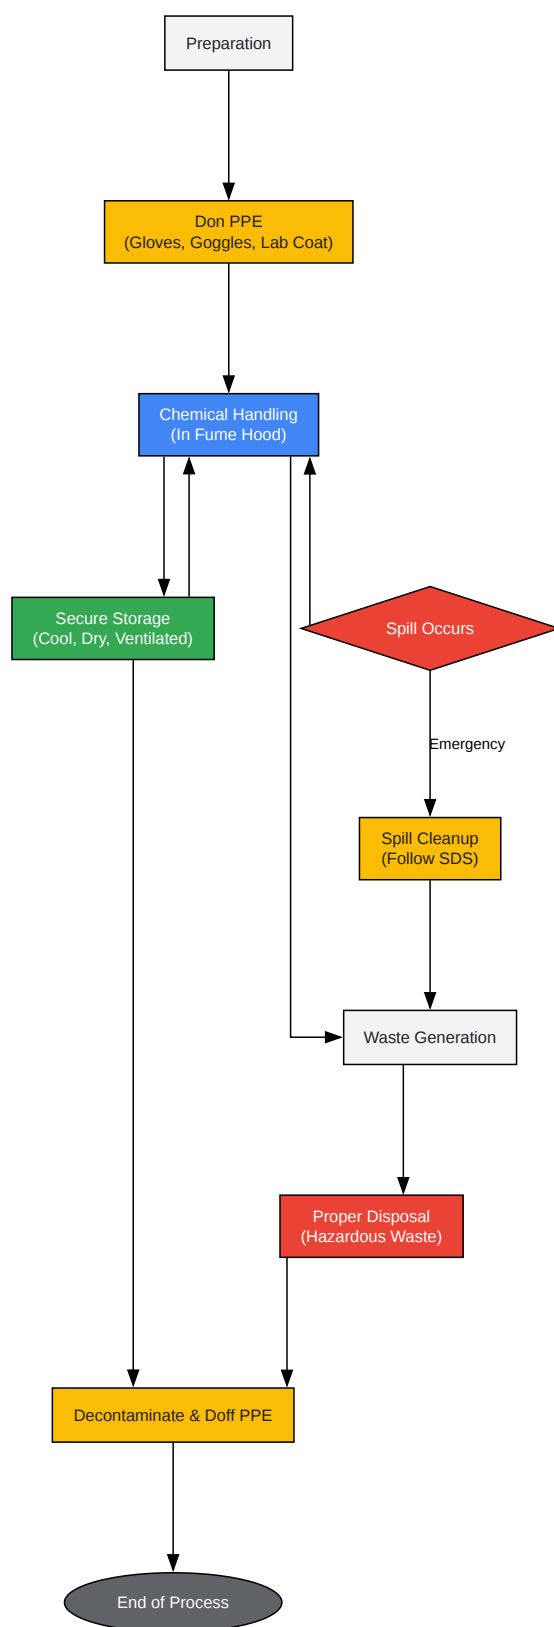 Preparation
Don PPE
(Gloves, Goggles, Lab Coat)
Chemical Handling
(In Fume Hood)
Secure Storage
(Cool, Dry, Ventilated)
Spill Occurs
Emergency
Spill Cleanup
(Follow SDS)
Waste Generation
Proper Disposal
(Hazardous Waste)
Decontaminate & Doff PPE
End of Process